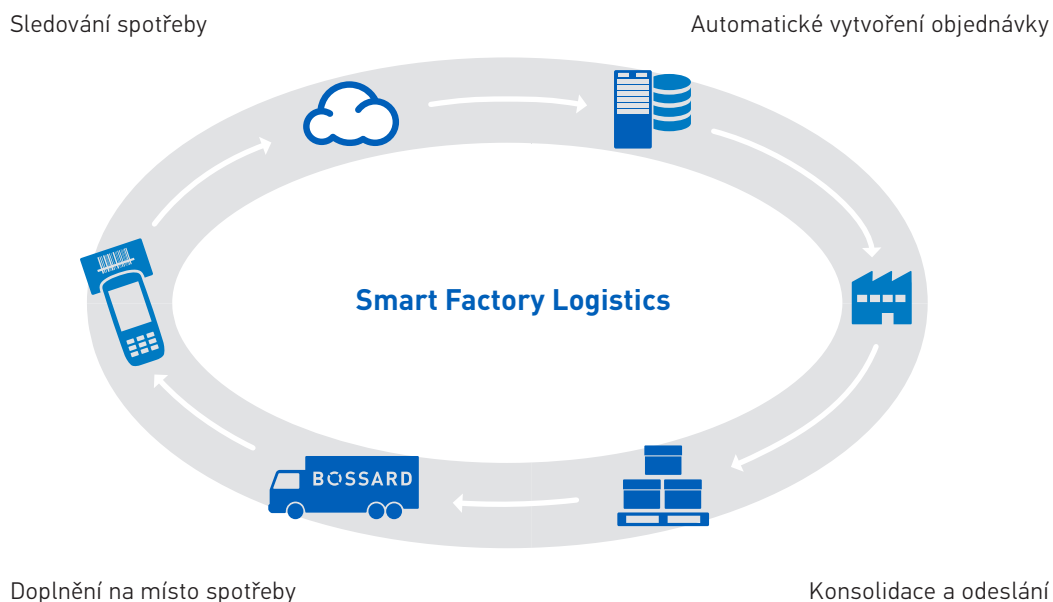 Sledování spotřeby
Automatické vytvoření objednávky
Smart Factory Logistics
BOSSARD
Doplnění na místo spotřeby
Konsolidace a odeslání